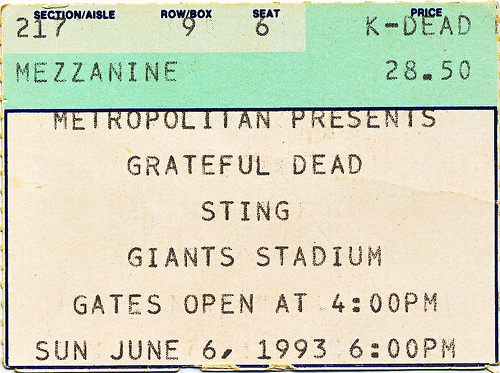 SECTION/AISLE ROW/BOX SEAT PRICE
217 9 6 K-DEAD
MEZZANINE 28.50
METROPOLITAN PRESENTS
GRATEFUL DEAD
STING
GIANTS STADIUM
GATES OPEN AT 4:00PM
SUN JUNE 6, 1993 6:00PM